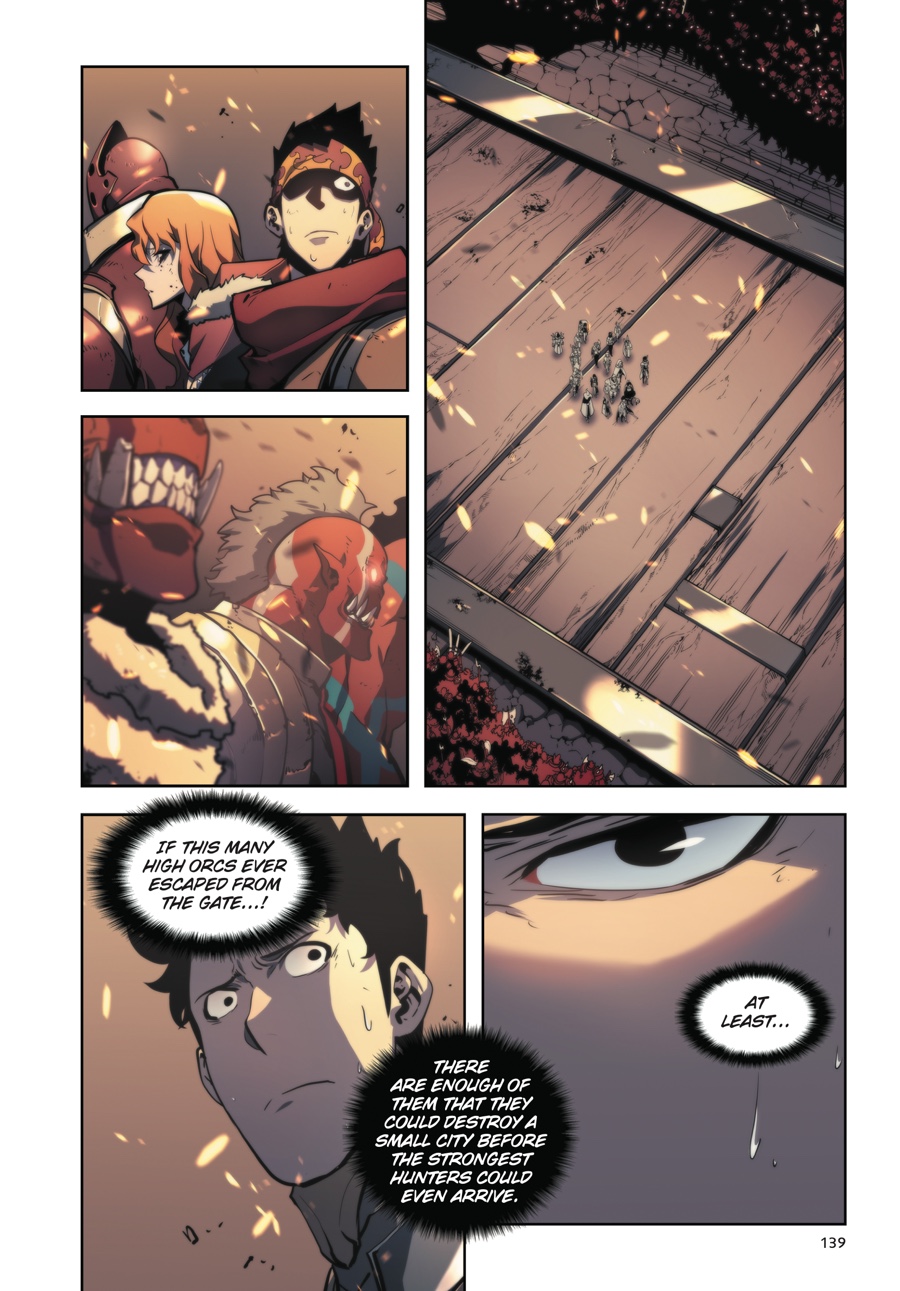 IF THIS MANY
HIGH ORCS EVER
ESCAPED FROM
THE GATE...!
THERE
ARE ENOUGH OF
THEM THAT THEY
COULD DESTROY A
SMALL CITY BEFORE
THE STRONGEST
HUNTERS COULD
EVEN ARRIVE.
AT
LEAST...
139